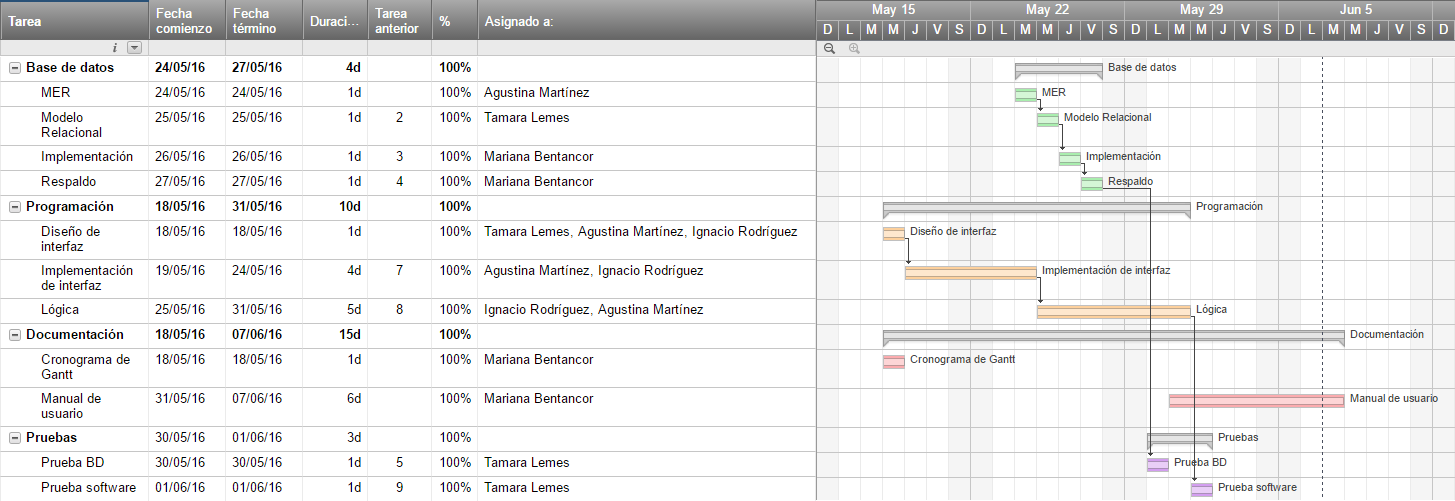 Tarea Fecha comienzo Fecha término Duraci... Tarea anterior % Asignado a: May 15 May 22 May 29 Jun 5
D L M M J V S D L M M J V S D L M M J V S D L M M J V S D
i
Base de datos 24/05/16 27/05/16 4d 100% Base de datos
MER 24/05/16 24/05/16 1d 100% Agustina Martínez MER
Modelo Relacional 25/05/16 25/05/16 1d 2 100% Tamara Lemes Modelo Relacional
Implementación 26/05/16 26/05/16 1d 3 100% Mariana Bentancor Implementación
Respaldo 27/05/16 27/05/16 1d 4 100% Mariana Bentancor Respaldo
Programación 18/05/16 31/05/16 10d 100% Programación
Diseño de interfaz 18/05/16 18/05/16 1d 100% Tamara Lemes, Agustina Martínez, Ignacio Rodríguez Diseño de interfaz
Implementación de interfaz 19/05/16 24/05/16 4d 7 100% Agustina Martínez, Ignacio Rodríguez Implementación de interfaz
Lógica 25/05/16 31/05/16 5d 8 100% Ignacio Rodríguez, Agustina Martínez Lógica
Documentación 18/05/16 07/06/16 15d 100% Documentación
Cronograma de Gantt 18/05/16 18/05/16 1d 100% Mariana Bentancor Cronograma de Gantt
Manual de usuario 31/05/16 07/06/16 6d 100% Mariana Bentancor Manual de usuario
Pruebas 30/05/16 01/06/16 3d 100% Pruebas
Prueba BD 30/05/16 30/05/16 1d 5 100% Tamara Lemes Prueba BD
Prueba software 01/06/16 01/06/16 1d 9 100% Tamara Lemes Prueba software